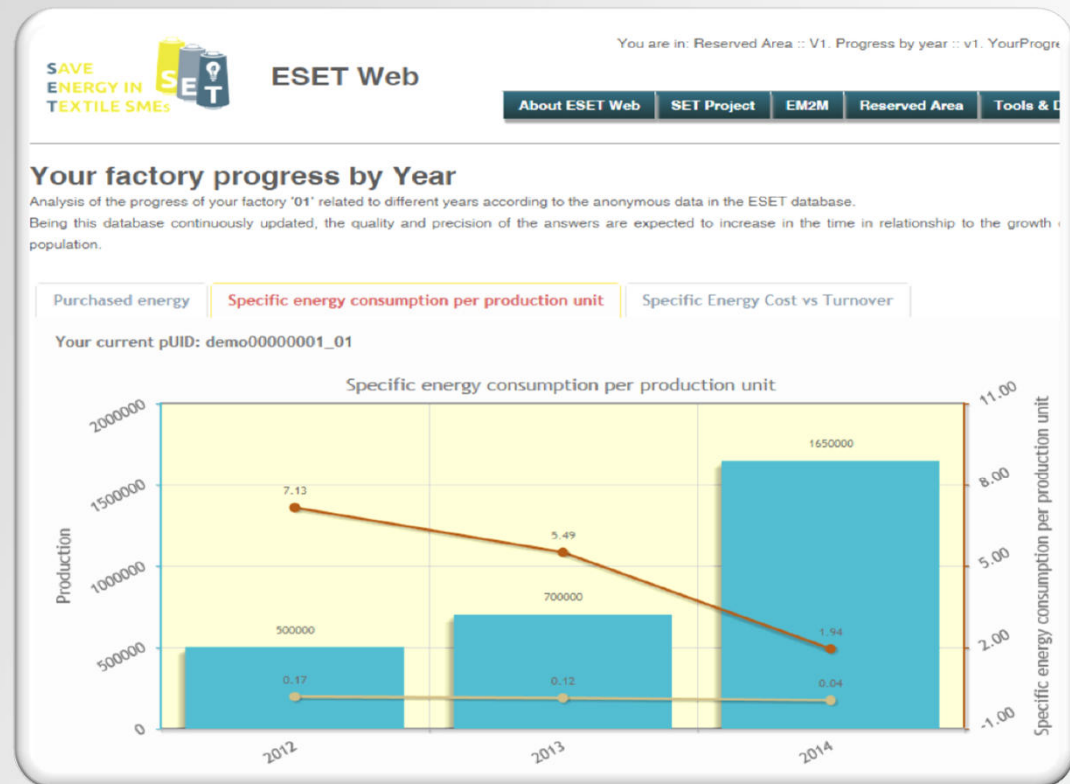 You are in: Reserved Area :: V1. Progress by year :: v1. YourProgre
SAVE
ENERGY IN
TEXTILE SMEs
SET
ESET Web
About ESET Web SET Project EM2M Reserved Area Tools & D
Your factory progress by Year
Analysis of the progress of your factory '01' related to different years according to the anonymous data in the ESET database.
Being this database continuously updated, the quality and precision of the answers are expected to increase in the time in relationship to the growth
population.
Purchased energy Specific energy consumption per production unit Specific Energy Cost vs Turnover
Your current pUID: demo00000001_01
Specific energy consumption per production unit
2000000
1500000
1000000
500000
0
Production
11.00
8.00
5.00
2.00
-1.00
Specific energy consumption per production unit
7.13
5.49
1.94
500000
700000
1650000
0.17
0.12
0.04
2012
2013
2014